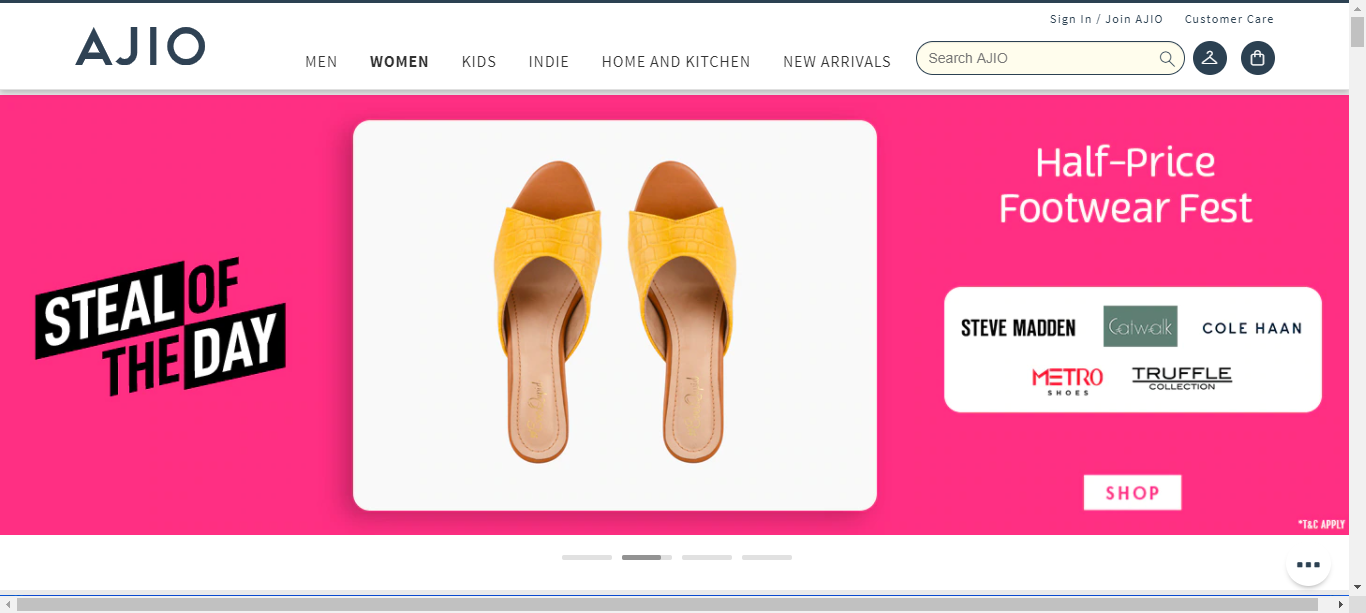 Sign In / Join AJIO Customer Care
AJIO
MEN WOMEN KIDS INDIE HOME AND KITCHEN NEW ARRIVALS
Search AJIO
Half-Price
Footwear Fest
STEAL OF
THE DAY
STEVE MADDEN Catwalk COLE HAAN
METRO SHOES TRUFFLE COLLECTION
SHOP
*T&C APPLY